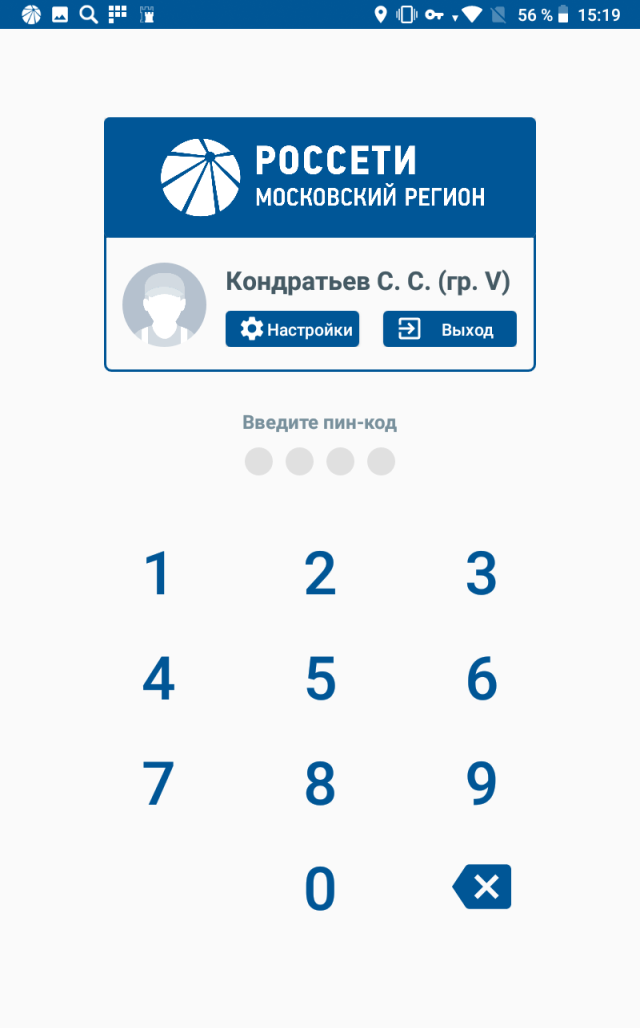 56 % 15:19
РОССЕТИ
МОСКОВСКИЙ РЕГИОН
Кондратьев С. С. (гр. V)
Настройки Выход
Введите пин-код
1 2 3
4 5 6
7 8 9
0